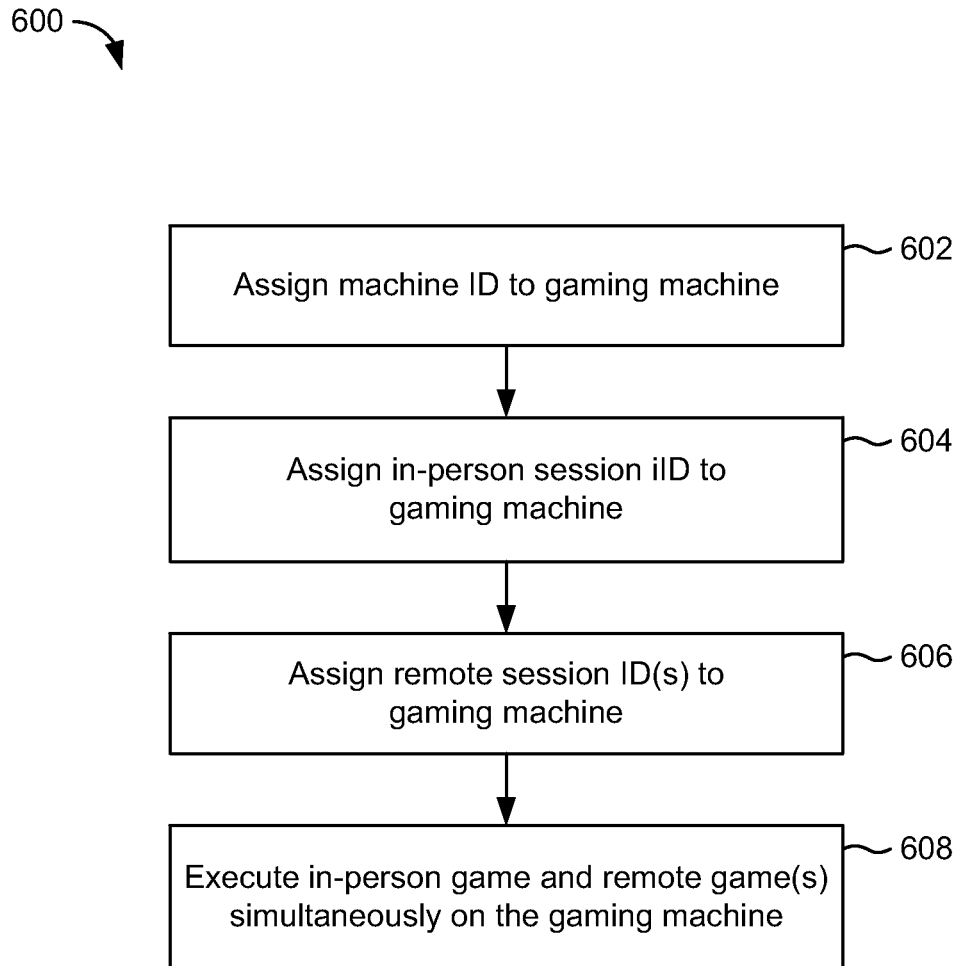 600
602
Assign machine ID to gaming machine
604
Assign in-person session iID to
gaming machine
606
Assign remote session ID(s) to
gaming machine
608
Execute in-person game and remote game(s)
simultaneously on the gaming machine